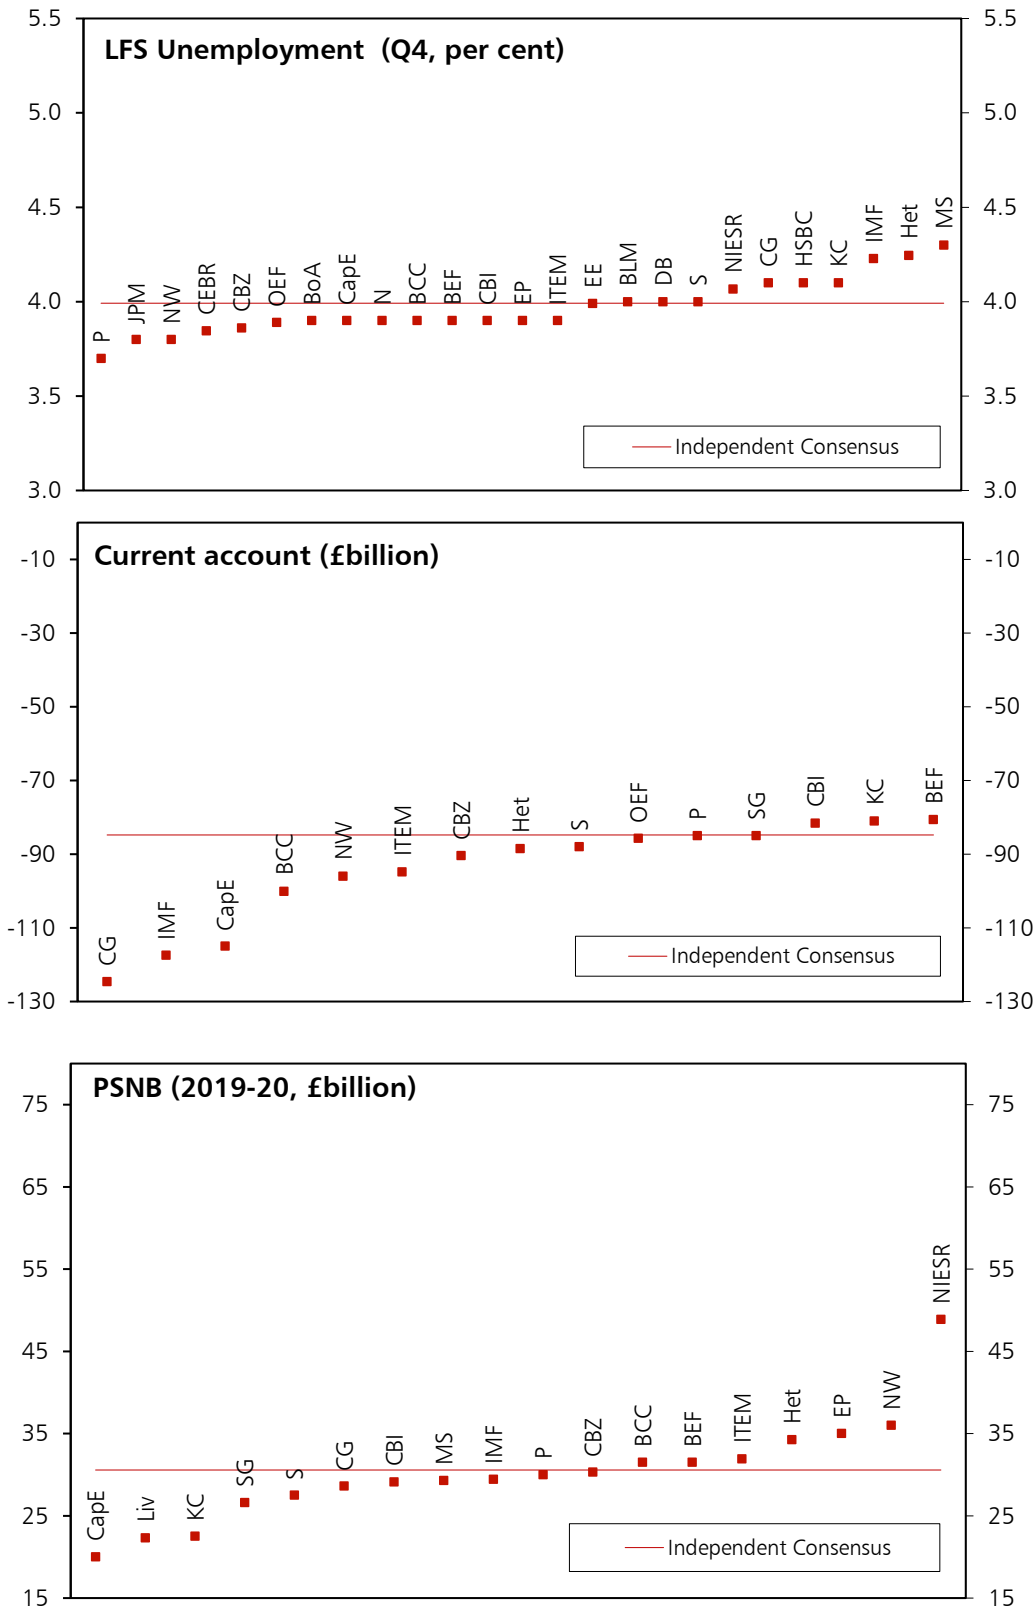 LFS Unemployment (Q4, per cent)
5.5 5.5
5.0 5.0
4.5 4.5
4.0 4.0
3.5 3.5
3.0 3.0
P JPM NW CEBR CBZ OEF BoA CapE N BCC BEF CBI EP ITEM EE BLM DB S NIESR CG HSBC KC IMF Het MS
Independent Consensus
Current account (£billion)
-10 -10
-30 -30
-50 -50
-70 -70
-90 -90
-110 -110
-130 -130
CG IMF CapE BCC NW ITEM CBZ Het S OEF P SG CBI KC BEF
Independent Consensus
PSNB (2019-20, £billion)
75 75
65 65
55 55
45 45
35 35
25 25
15 15
CapE Liv KC SG S CG CBI MS IMF P CBZ BCC BEF ITEM Het EP NW NIESR
Independent Consensus